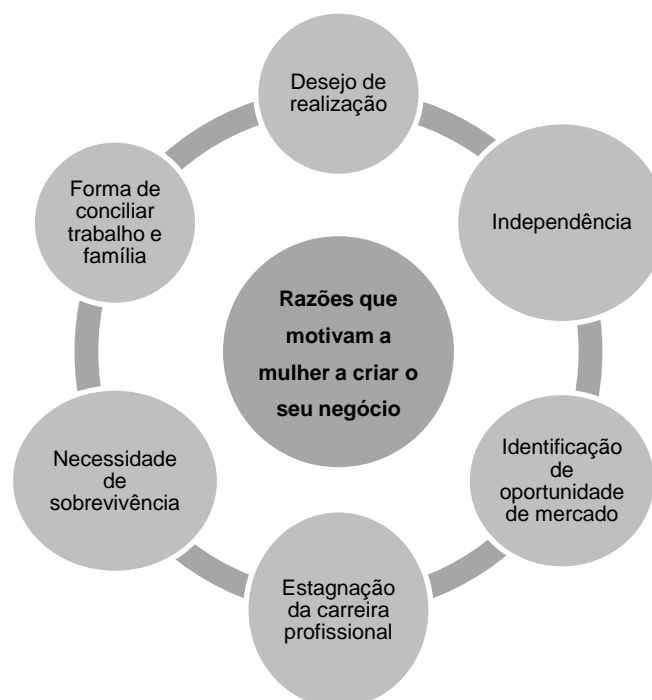 Desejo de
realização
Independência
Identificação
de
oportunidade
de mercado
Estagnação
da carreira
profissional
Necessidade
de
sobrevivência
Forma de
conciliar
trabalho e
família
Razões que
motivam a
mulher a criar o
seu negócio